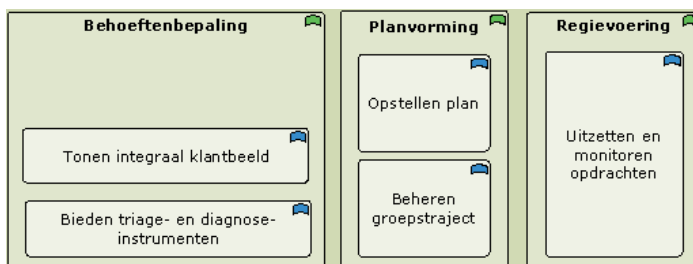 Behoeftenbepaling
Tonen integraal klantbeeld
Bieden triage- en diagnose-
instrumenten
Planvorming
Opstellen plan
Beheren
groepstraject
Regievoering
Uitzetten en
monitoren
opdrachten